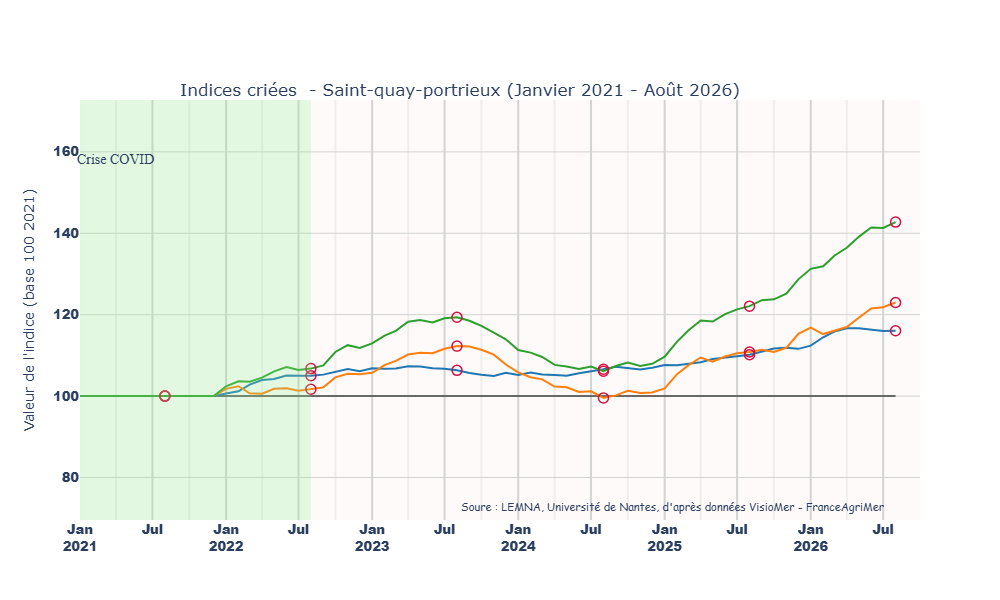 Indices criées  - Saint-quay-portrieux (Janvier 2021 - Août 2026)
Valeur de l'indice (base 100 2021)
160
Crise COVID
140
120
100
80
Soure : LEMNA, Université de Nantes, d'après données VisioMer - FranceAgriMer
Jan Jul Jan Jul Jan Jul Jan Jul Jan Jul Jan Jul
2021 2022 2023 2024 2025 2026